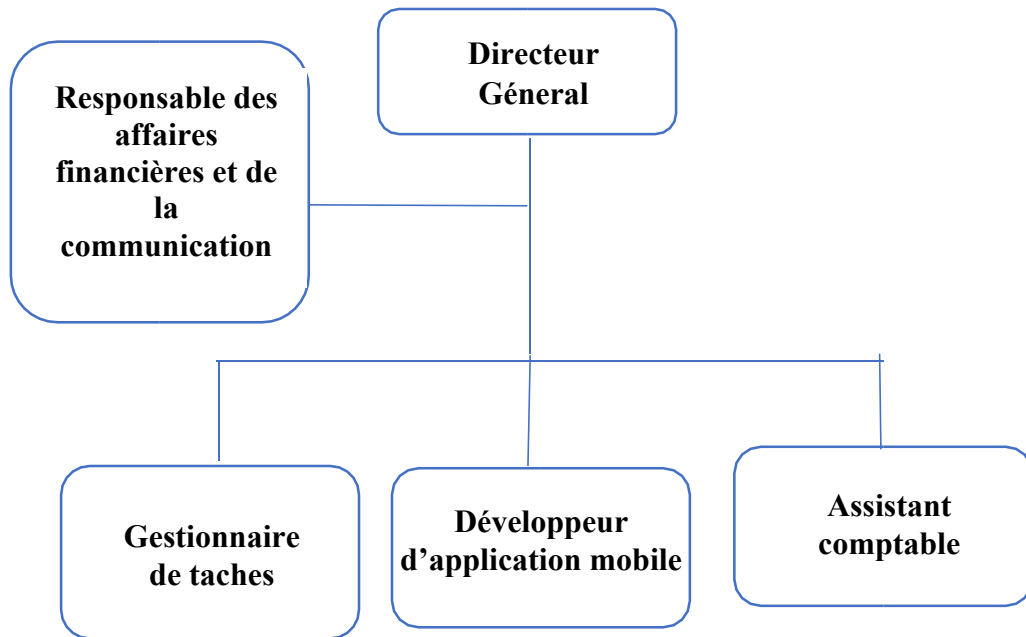 Directeur
Géneral
Responsable des
affaires
financières et de
la
communication
Gestionnaire
de taches
Développeur
d’application mobile
Assistant
comptable